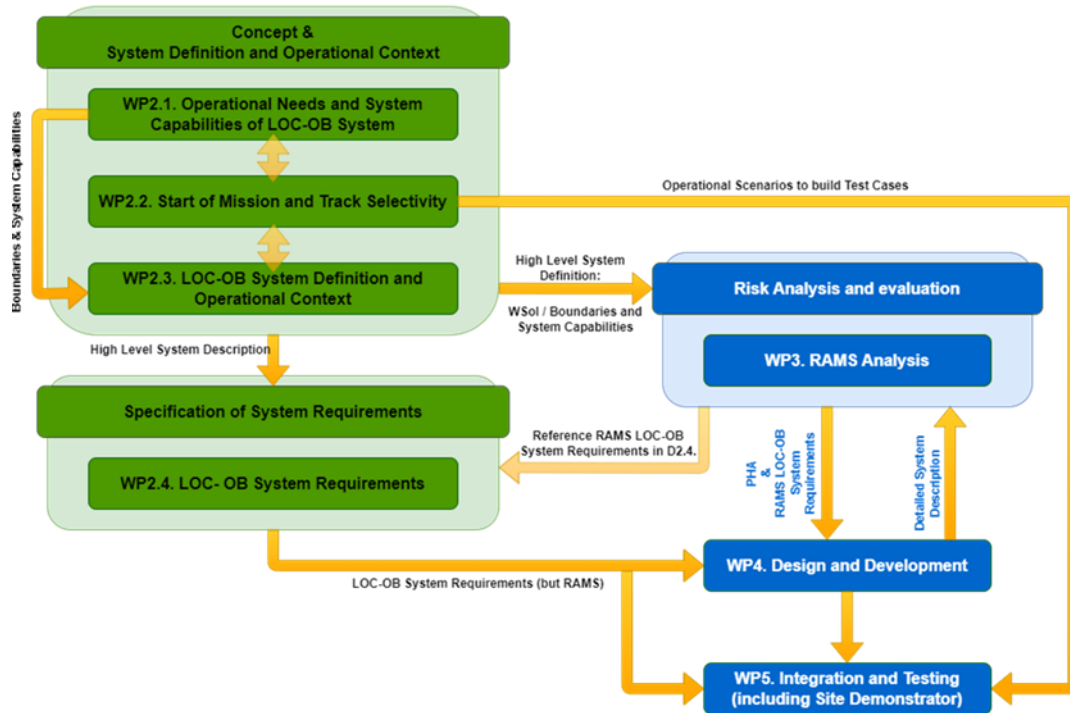 Concept &
System Definition and Operational Context
WP2.1. Operational Needs and System
Capabilities of LOC-OB System
Boundaries & System Capabilities
WP2.2. Start of Mission and Track Selectivity
Operational Scenarios to build Test Cases
WP2.3. LOC-OB System Definition and
Operational Context
High Level System
Definition:
WSol / Boundaries and
System Capabilities
Risk Analysis and evaluation
WP3. RAMS Analysis
High Level System Description
Specification of System Requirements
Reference RAMS LOC-OB
System Requirements in D2.4.
WP2.4. LOC- OB System Requirements
PHA
&
RAMS LOC-OB
System
Requirements
Detailed System
Description
WP4. Design and Development
LOC-OB System Requirements (but RAMS)
WP5. Integration and Testing
(including Site Demonstrator)